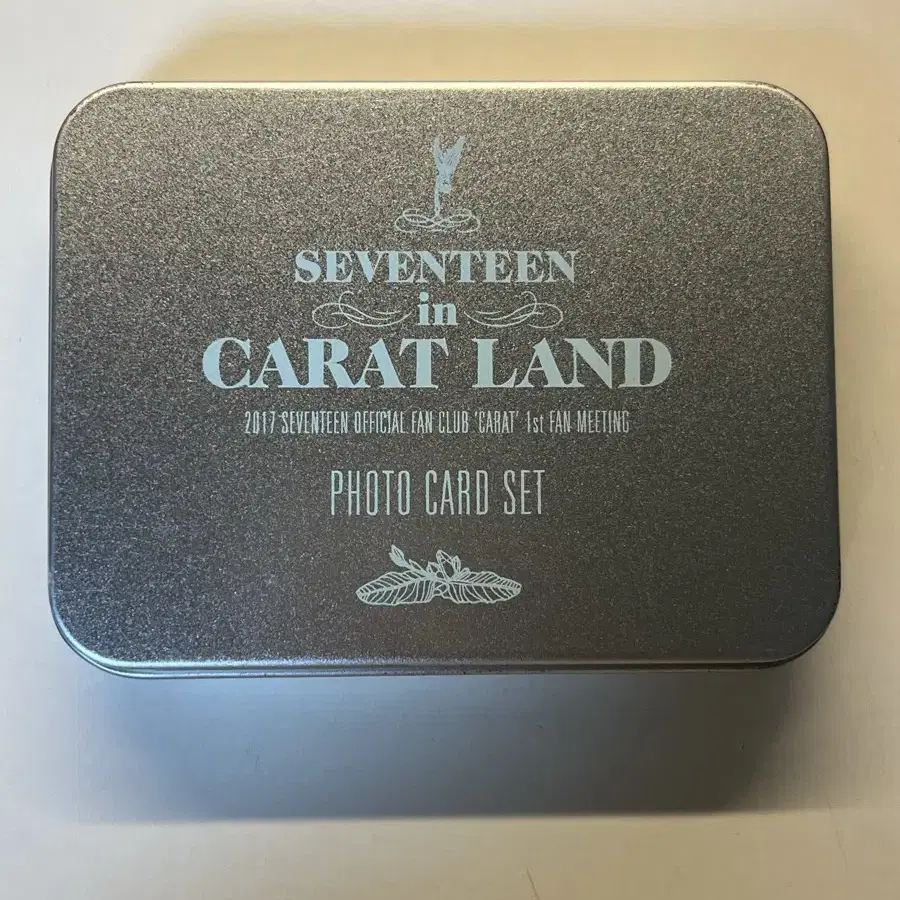 SEVENTEEN
in
CARAT LAND
2017 SEVENTEEN OFFICIAL FAN CLUB 'CARAT' 1st FAN MEETING
PHOTO CARD SET